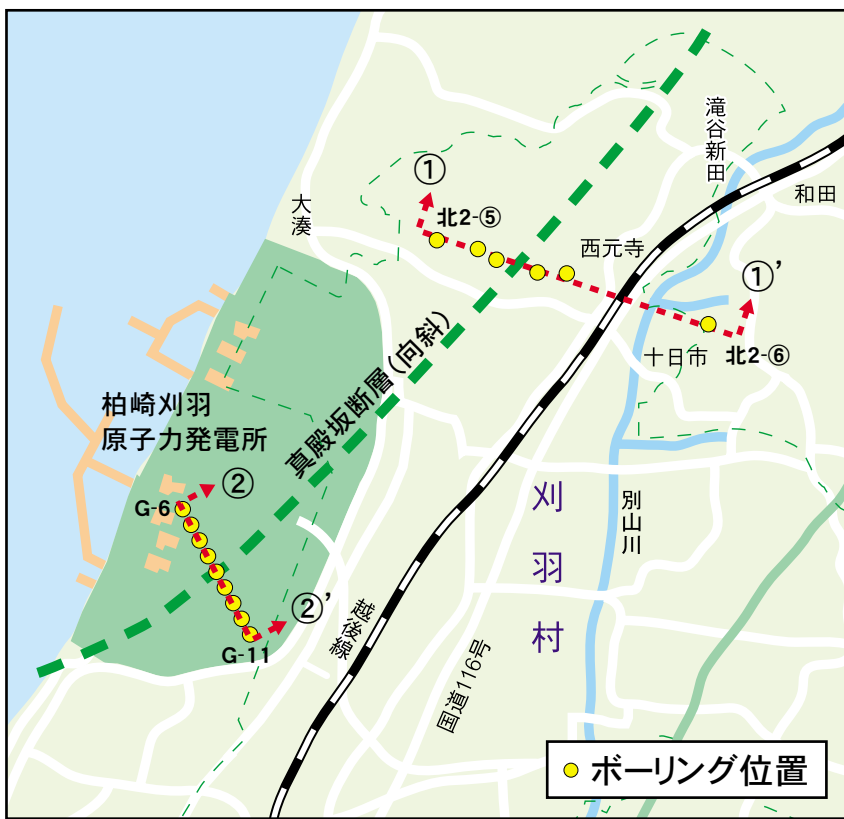 滝谷新田
①
大湊
北2-⑤
和田
西元寺
①’
十日市
北2-⑥
真殿坂断層(向斜)
柏崎刈羽
原子力発電所
②
G-6
刈羽村
別山川
②’
越後線
G-11
国道116号
ボーリング位置